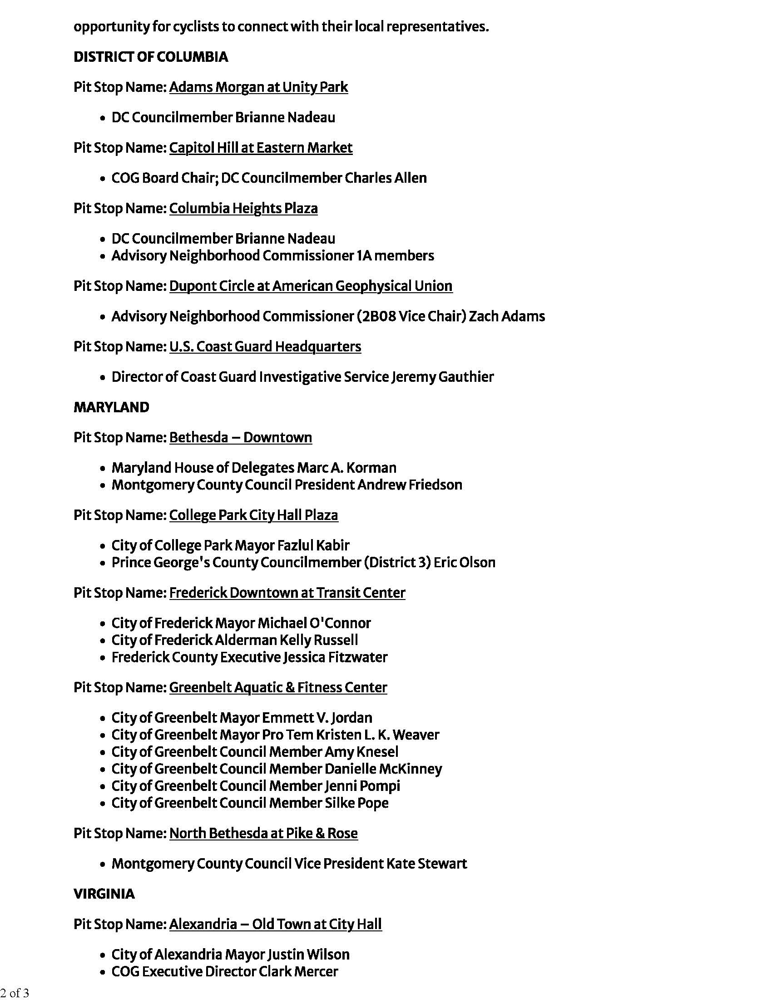 opportunity for cyclists to connect with their local representatives.
DISTRICT OF COLUMBIA
Pit Stop Name: Adams Morgan at Unity Park
• DC Councilmember Brianne Nadeau
Pit Stop Name: Capitol Hill at Eastern Market
• COG Board Chair; DC Councilmember Charles Allen
Pit Stop Name: Columbia Heights Plaza
• DC Councilmember Brianne Nadeau
• Advisory Neighborhood Commissioner 1A members
Pit Stop Name: Dupont Circle at American Geophysical Union
• Advisory Neighborhood Commissioner (2B08 Vice Chair) Zach Adams
Pit Stop Name: U.S. Coast Guard Headquarters
• Director of Coast Guard Investigative Service Jeremy Gauthier
MARYLAND
Pit Stop Name: Bethesda – Downtown
• Maryland House of Delegates Marc A. Korman
• Montgomery County Council President Andrew Friedson
Pit Stop Name: College Park City Hall Plaza
• City of College Park Mayor Fazlul Kabir
• Prince George's County Councilmember (District 3) Eric Olson
Pit Stop Name: Frederick Downtown at Transit Center
• City of Frederick Mayor Michael O'Connor
• City of Frederick Alderman Kelly Russell
• Frederick County Executive Jessica Fitzwater
Pit Stop Name: Greenbelt Aquatic & Fitness Center
• City of Greenbelt Mayor Emmett V. Jordan
• City of Greenbelt Mayor Pro Tem Kristen L. K. Weaver
• City of Greenbelt Council Member Amy Knesel
• City of Greenbelt Council Member Danielle McKinney
• City of Greenbelt Council Member Jenni Pompi
• City of Greenbelt Council Member Silke Pope
Pit Stop Name: North Bethesda at Pike & Rose
• Montgomery County Council Vice President Kate Stewart
VIRGINIA
Pit Stop Name: Alexandria – Old Town at City Hall
• City of Alexandria Mayor Justin Wilson
• COG Executive Director Clark Mercer
2 of 3